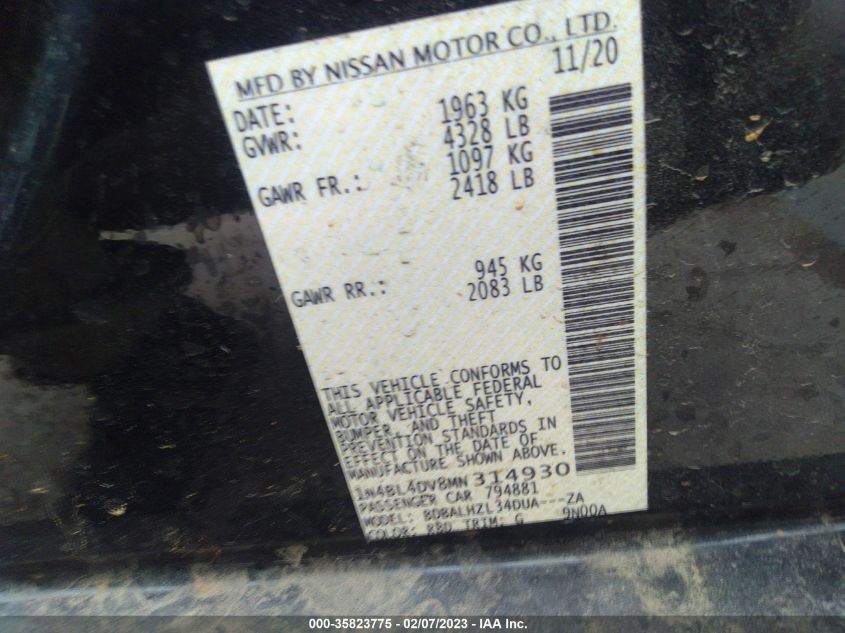 MFD BY NISSAN MOTOR CO., LTD.
DATE: 11/20
GVWR: 1963 KG
4328 LB
GAWR FR.: 1097 KG
2418 LB
GAWR RR.: 945 KG
2083 LB
THIS VEHICLE CONFORMS TO
ALL APPLICABLE FEDERAL
MOTOR VEHICLE SAFETY,
BUMPER, AND THEFT
PREVENTION STANDARDS IN
EFFECT ON THE DATE OF
MANUFACTURE SHOWN ABOVE.
1N4BL4DV8MN314930
PASSENGER CAR 794881
MODEL: BDBALHZL34DUA---ZA
COLOR: RBD TRIM: G 9N00A
000-35823775 - 02/07/2023 - IAA Inc.